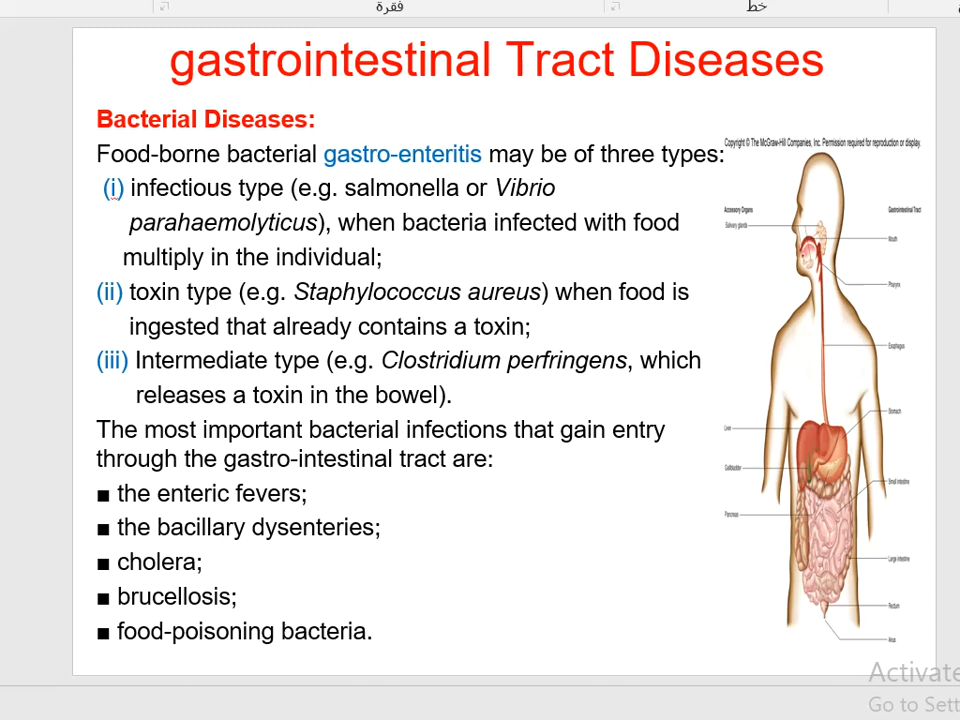 فقرة
خط
gastrointestinal Tract Diseases
Bacterial Diseases:
Food-borne bacterial gastro-enteritis may be of three types:
(i) infectious type (e.g. salmonella or Vibrio
parahaemolyticus), when bacteria infected with food
multiply in the individual;
(ii) toxin type (e.g. Staphylococcus aureus) when food is
ingested that already contains a toxin;
(iii) Intermediate type (e.g. Clostridium perfringens, which
releases a toxin in the bowel).
The most important bacterial infections that gain entry
through the gastro-intestinal tract are:
■ the enteric fevers;
■ the bacillary dysenteries;
■ cholera;
■ brucellosis;
■ food-poisoning bacteria.
Copyright © The McGraw-Hill Companies, Inc. Permission required for reproduction or display.
Accessory Organs
Salivary glands
Liver
Gallbladder
Pancreas
Gastrointestinal Tract
Mouth
Pharynx
Esophagus
Stomach
Small intestine
Large intestine
Rectum
Anus
Activate
Go to Sett